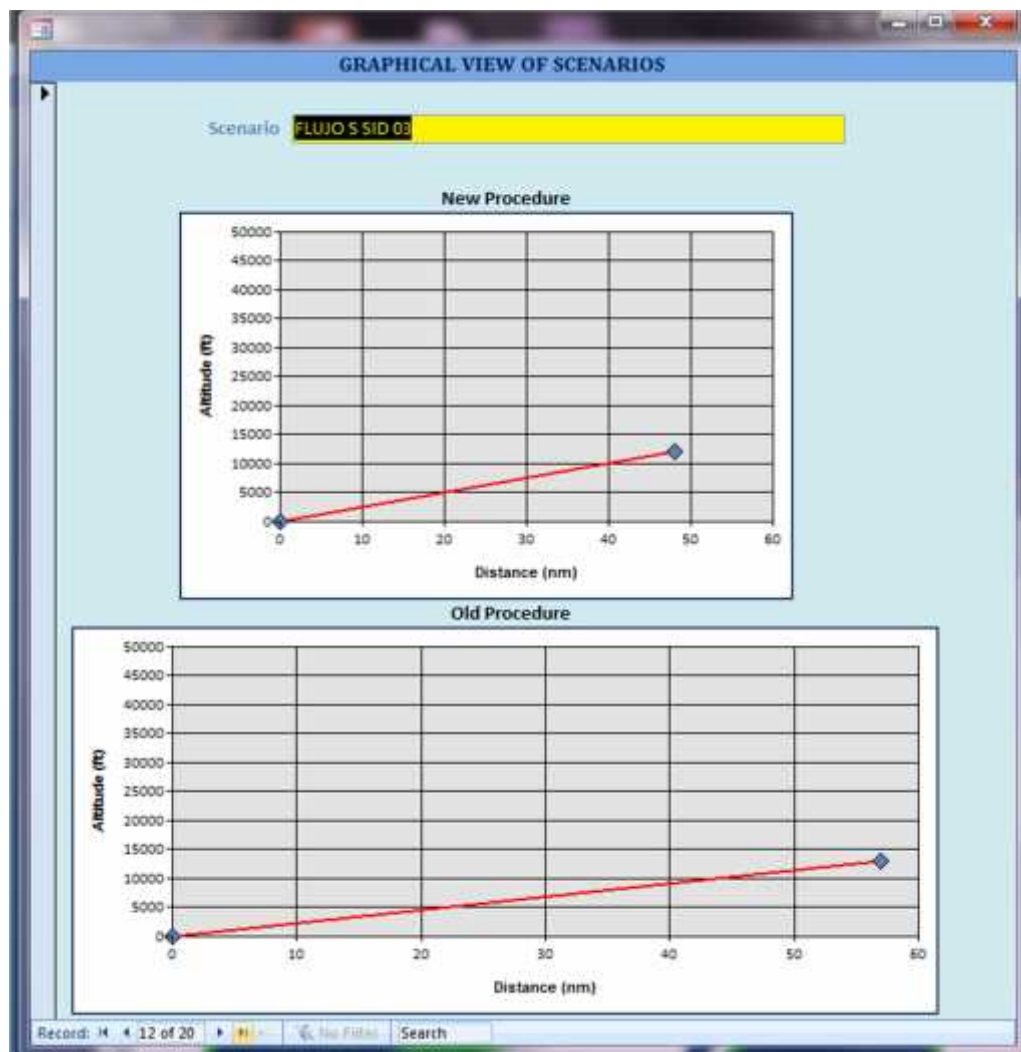 GRAPHICAL VIEW OF SCENARIOS
Scenario FLUJO S SID 03
New Procedure
50000
45000
40000
35000
30000
25000
20000
15000
10000
5000
0
Altitude (ft)
0 10 20 30 40 50 60
Distance (nm)
Old Procedure
50000
45000
40000
35000
30000
25000
20000
15000
10000
5000
0
Altitude (ft)
0 10 20 30 40 50 60
Distance (nm)
Record: 12 of 20 No Filter Search